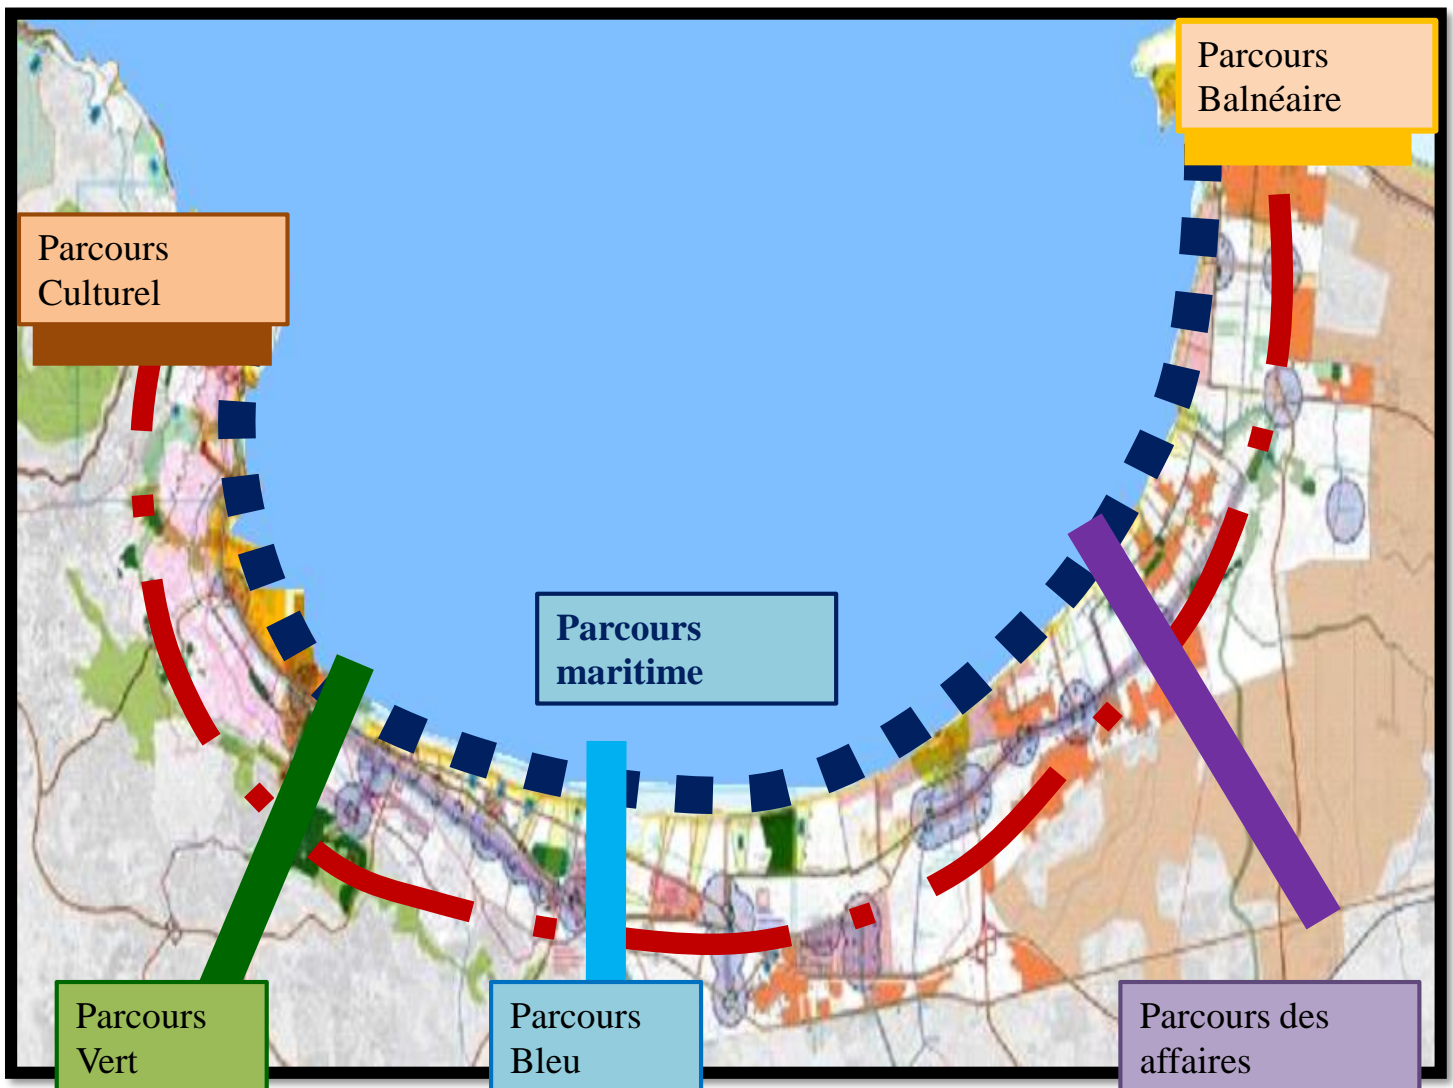 Parcours
Balnéaire
Parcours
Culturel
Parcours
maritime
Parcours
Vert
Parcours
Bleu
Parcours des
affaires